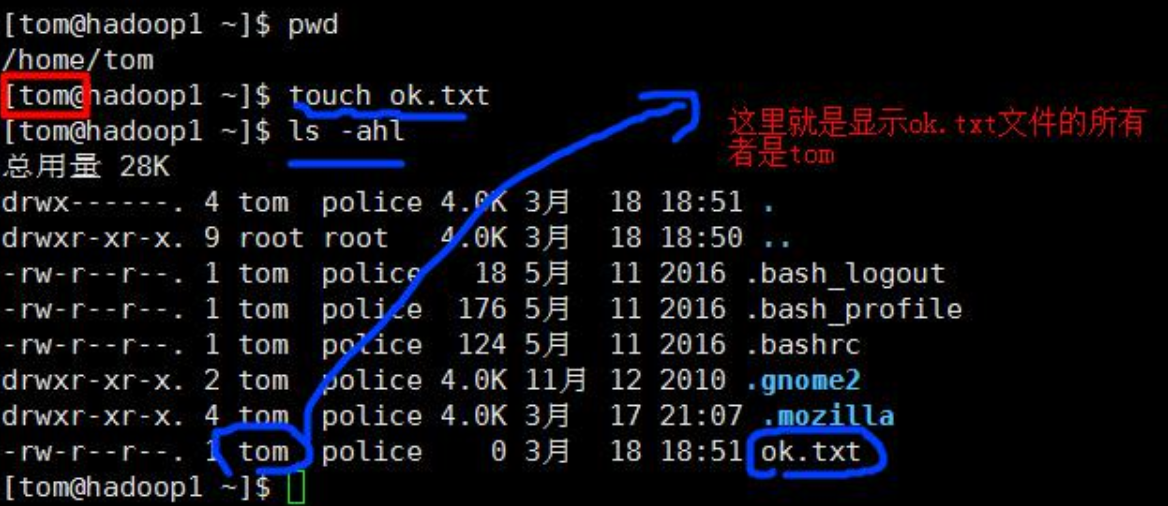 [tom@hadoop1 ~]$ pwd
/home/tom
[tom@hadoop1 ~]$ touch ok.txt
[tom@hadoop1 ~]$ ls -ahl
总用量 28K
drwx------. 4 tom  police 4.0K 3月  18 18:51 .
drwxr-xr-x. 9 root root   4.0K 3月  18 18:50 ..
-rw-r--r--. 1 tom  police   18 5月  11 2016 .bash_logout
-rw-r--r--. 1 tom  police  176 5月  11 2016 .bash_profile
-rw-r--r--. 1 tom  police  124 5月  11 2016 .bashrc
drwxr-xr-x. 2 tom  police 4.0K 11月 12 2010 .gnome2
drwxr-xr-x. 4 tom  police 4.0K 3月  17 21:07 .mozilla
-rw-r--r--. 1 tom  police    0 3月  18 18:51 ok.txt
[tom@hadoop1 ~]$
这里就是显示ok.txt文件的所有
者是tom